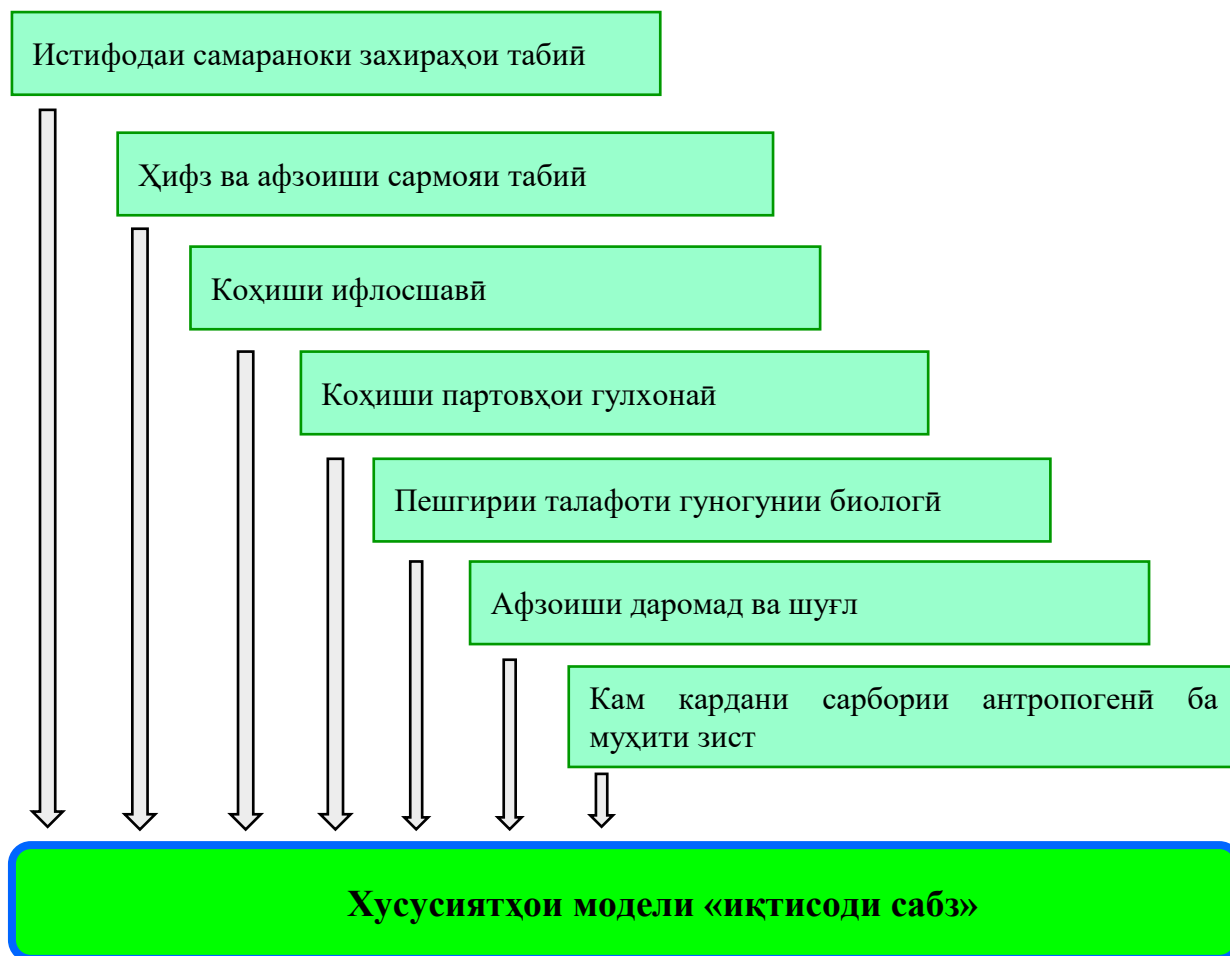 Истифодаи самараноки захираҳои табиӣ
Ҳифз ва афзоиши сармояи табиӣ
Коҳиши ифлосшавӣ
Коҳиши партовҳои гулхонаӣ
Пешгирии талафоти гуногунии биологӣ
Афзоиши даромад ва шуғл
Кам кардани сарбории антропогенӣ ба
муҳити зист
Хусусиятҳои модели «иқтисоди сабз»